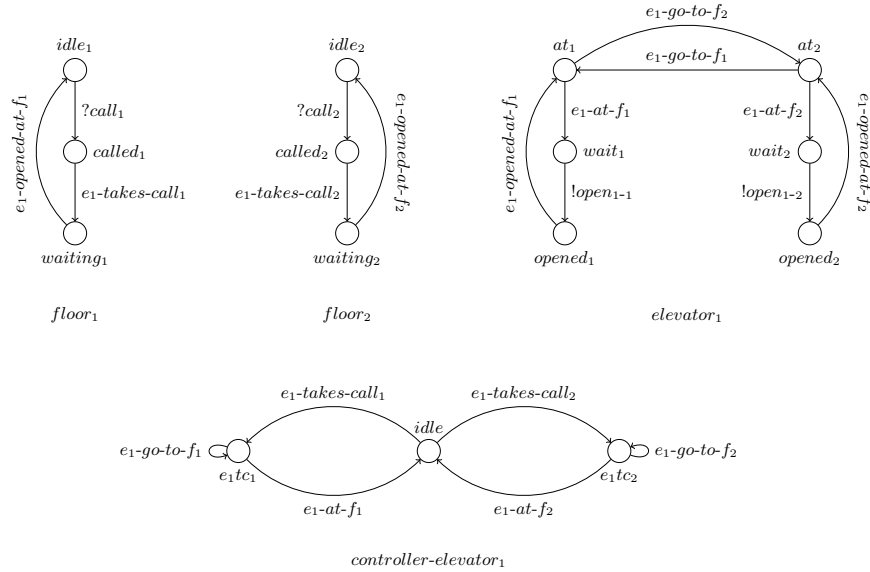 idle₁
?call₁
called₁
e₁-takes-call₁
waiting₁
e₁-opened-at-f₁
floor₁
idle₂
?call₂
called₂
e₁-takes-call₂
waiting₂
e₁-opened-at-f₂
floor₂
e₁-go-to-f₂
at₁
e₁-go-to-f₁
at₂
e₁-opened-at-f₁
e₁-at-f₁
wait₁
!open₁₋₁
opened₁
e₁-at-f₂
wait₂
!open₁₋₂
opened₂
e₁-opened-at-f₂
elevator₁
e₁-takes-call₁
e₁-takes-call₂
idle
e₁-go-to-f₁
e₁tc₁
e₁-go-to-f₂
e₁tc₂
e₁-at-f₁
e₁-at-f₂
controller-elevator₁